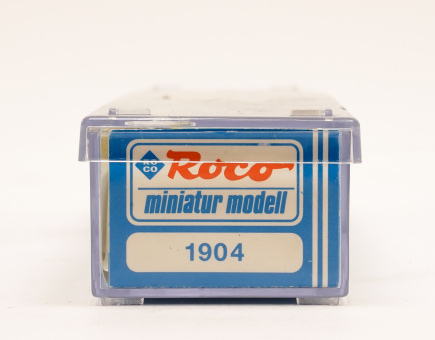 RO
CO
Roco
miniatur modell
1904